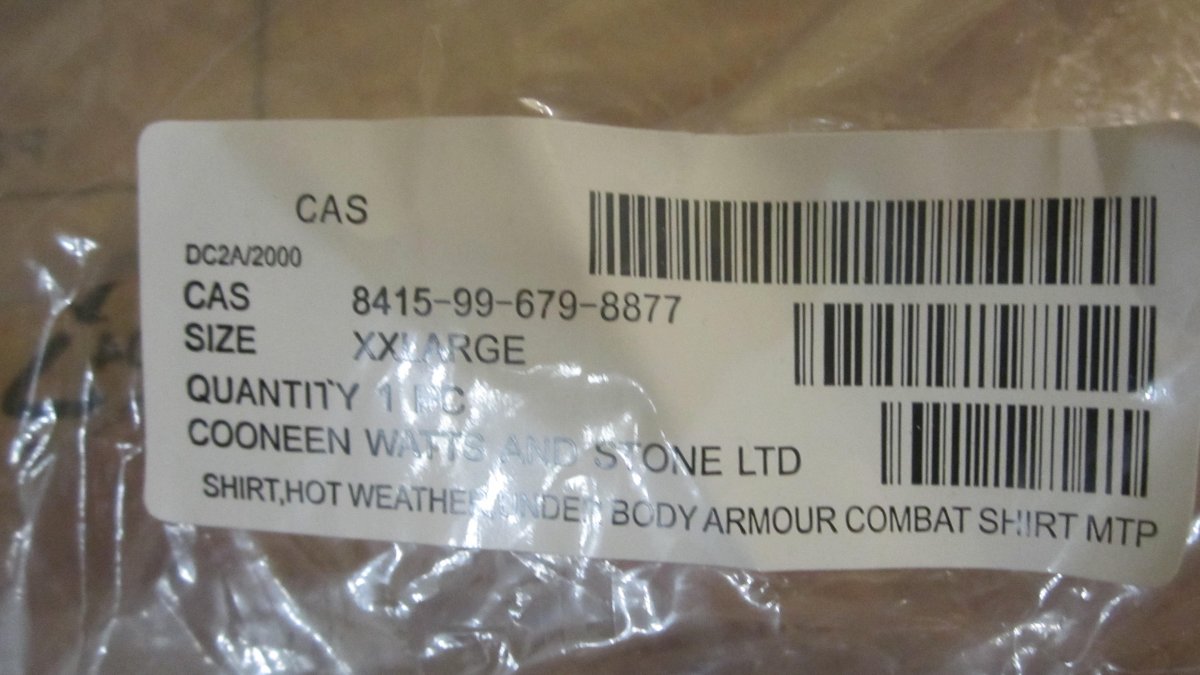 CAS
DC2A/2000
CAS 8415-99-679-8877
SIZE XXLARGE
QUANTITY 1 PC
COONEEN WATTS AND STONE LTD
SHIRT,HOT WEATHER UNDER BODY ARMOUR COMBAT SHIRT MTP